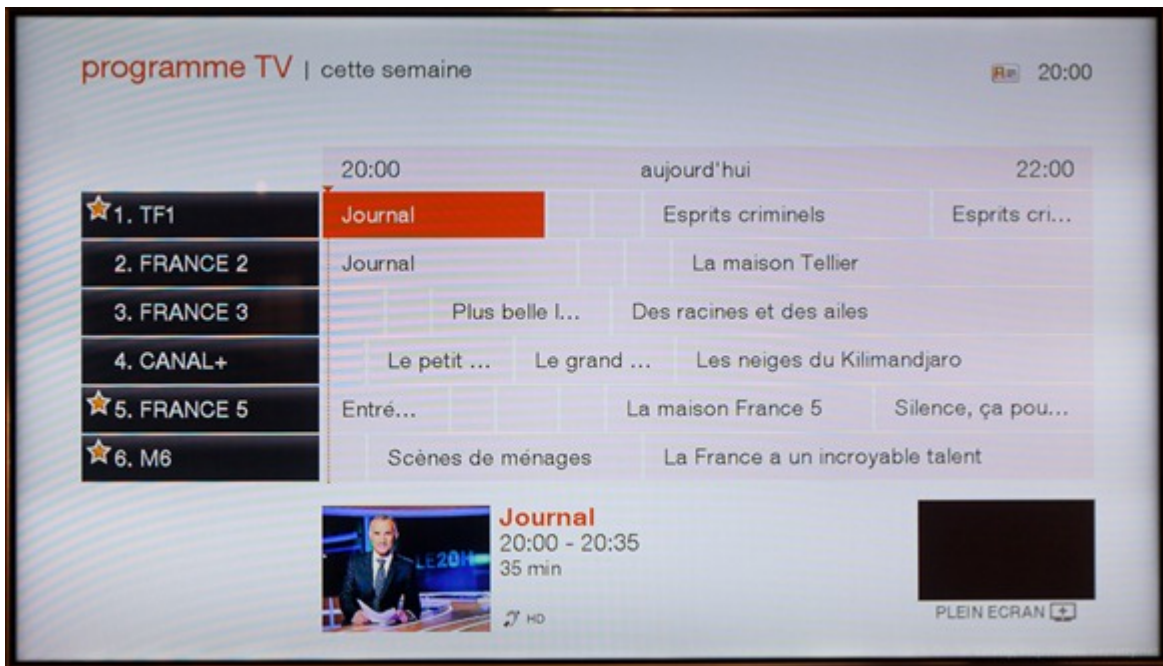 programme TV | cette semaine 20:00
20:00 aujourd'hui 22:00
1. TF1 Journal Esprits criminels Esprits cri...
2. FRANCE 2 Journal La maison Tellier
3. FRANCE 3 Plus belle l... Des racines et des ailes
4. CANAL+ Le petit ... Le grand ... Les neiges du Kilimandjaro
5. FRANCE 5 Entré... La maison France 5 Silence, ça pou...
6. M6 Scènes de ménages La France a un incroyable talent
Journal
20:00 - 20:35
35 min
LE20H
HD
PLEIN ECRAN